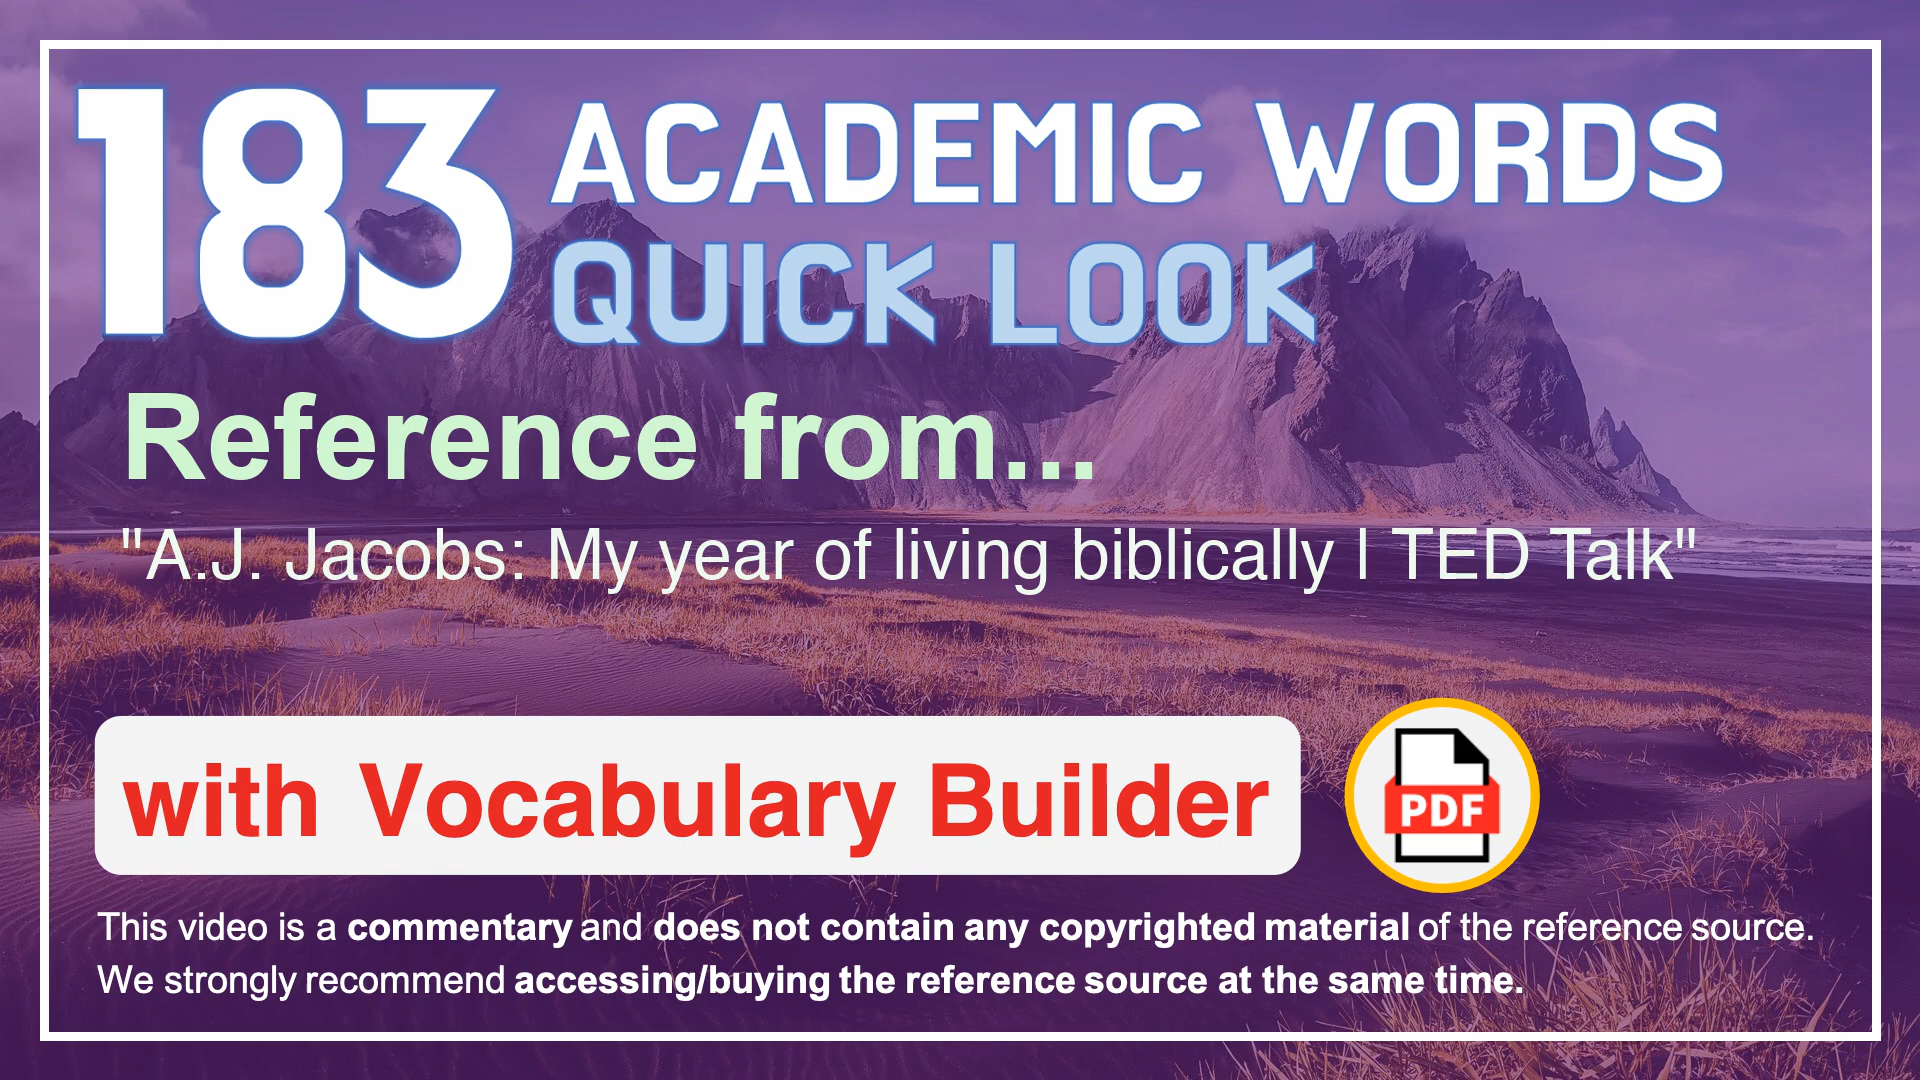 183 ACADEMIC WORDS
QUICK LOOK
Reference from...
"A.J. Jacobs: My year of living biblically | TED Talk"
with Vocabulary Builder
PDF
This video is a commentary and does not contain any copyrighted material of the reference source.
We strongly recommend accessing/buying the reference source at the same time.